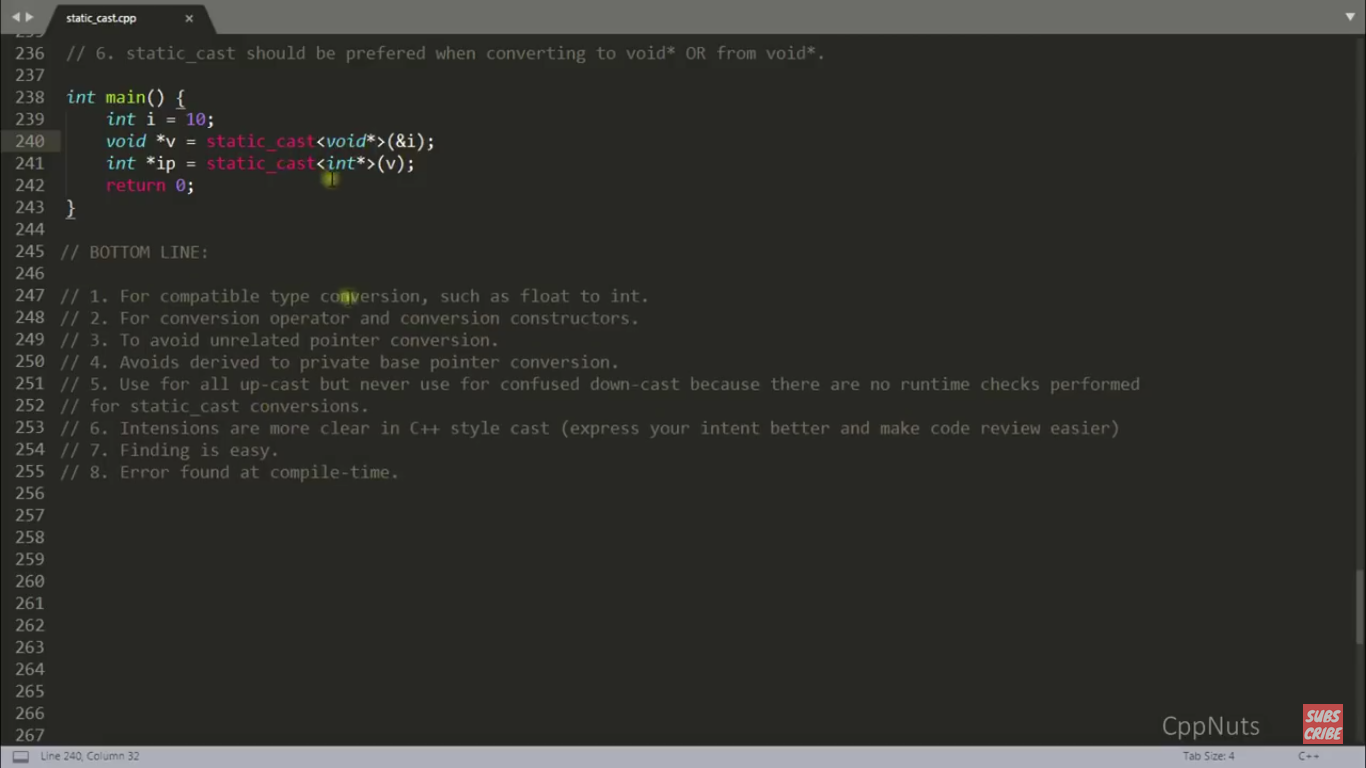 static_cast.cpp ×
235
236 // 6. static_cast should be prefered when converting to void* OR from void*.
237
238 int main() {
239 int i = 10;
240 void *v = static_cast<void*>(&i);
241 int *ip = static_cast<int*>(v);
242 return 0;
243 }
244
245 // BOTTOM LINE:
246
247 // 1. For compatible type conversion, such as float to int.
248 // 2. For conversion operator and conversion constructors.
249 // 3. To avoid unrelated pointer conversion.
250 // 4. Avoids derived to private base pointer conversion.
251 // 5. Use for all up-cast but never use for confused down-cast because there are no runtime checks performed
252 // for static_cast conversions.
253 // 6. Intensions are more clear in C++ style cast (express your intent better and make code review easier)
254 // 7. Finding is easy.
255 // 8. Error found at compile-time.
256
257
258
259
260
261
262
263
264
265
266
267
CppNuts
SUBS
CRIBE
Line 240, Column 32
Tab Size: 4
C++